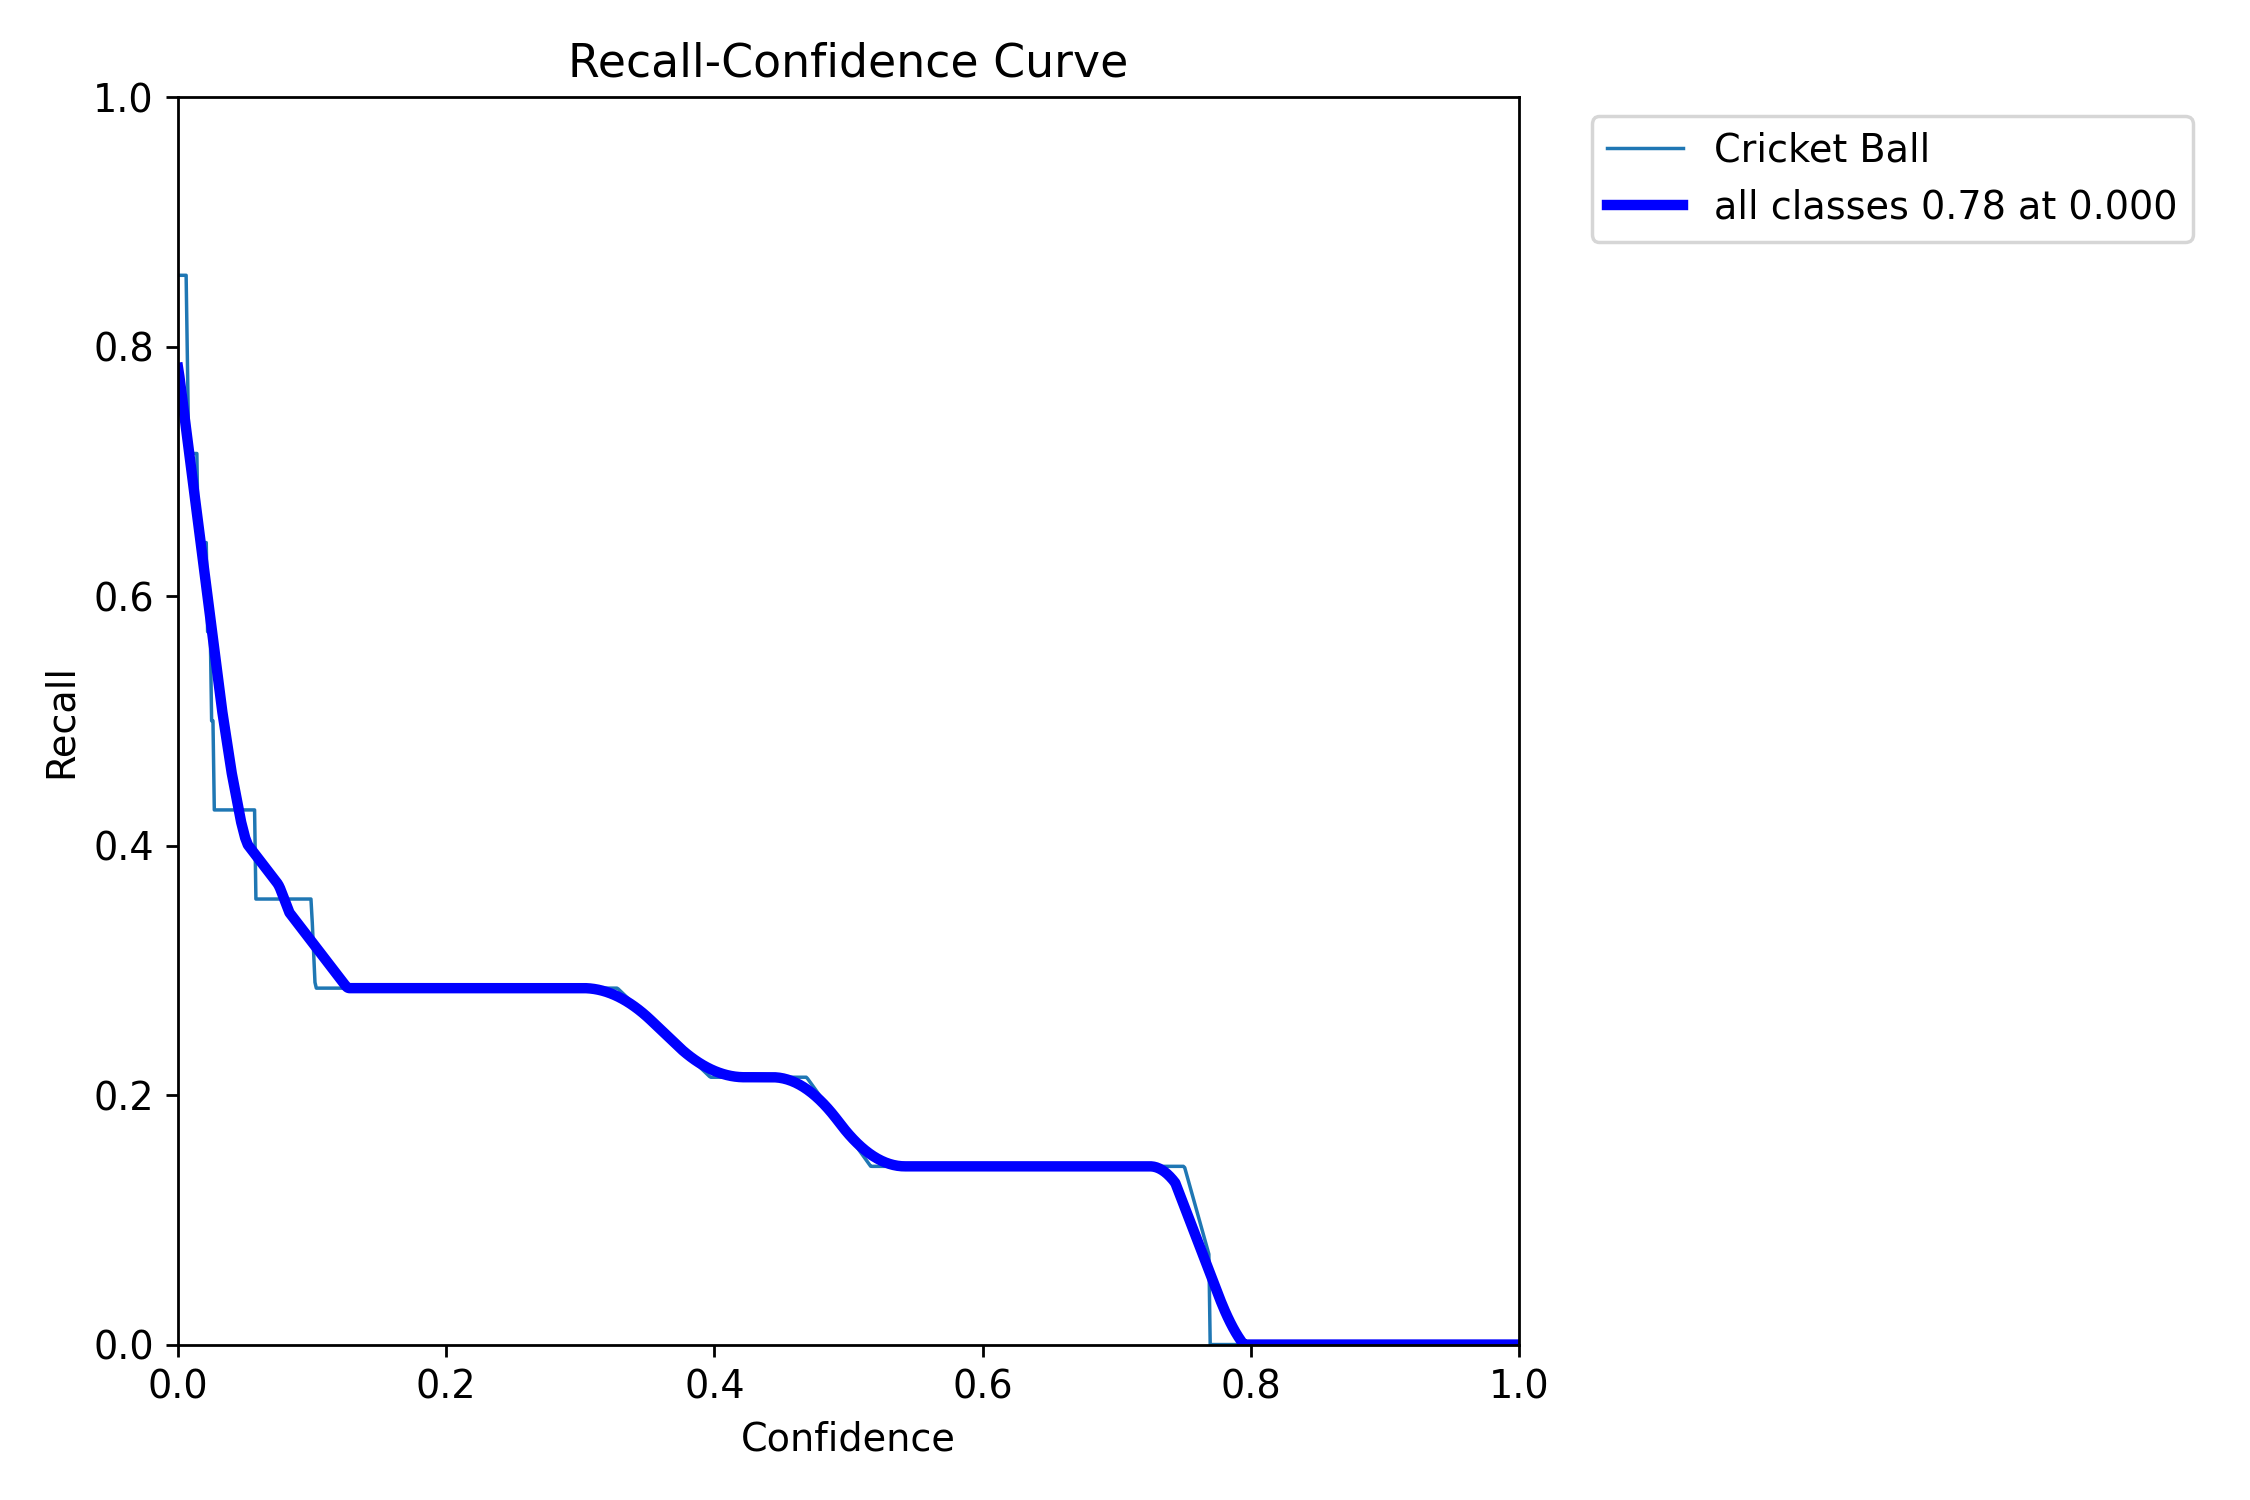 Recall-Confidence Curve
1.0
0.8
0.6
0.4
0.2
0.0
Recall
0.0 0.2 0.4 0.6 0.8 1.0
Confidence
Cricket Ball
all classes 0.78 at 0.000